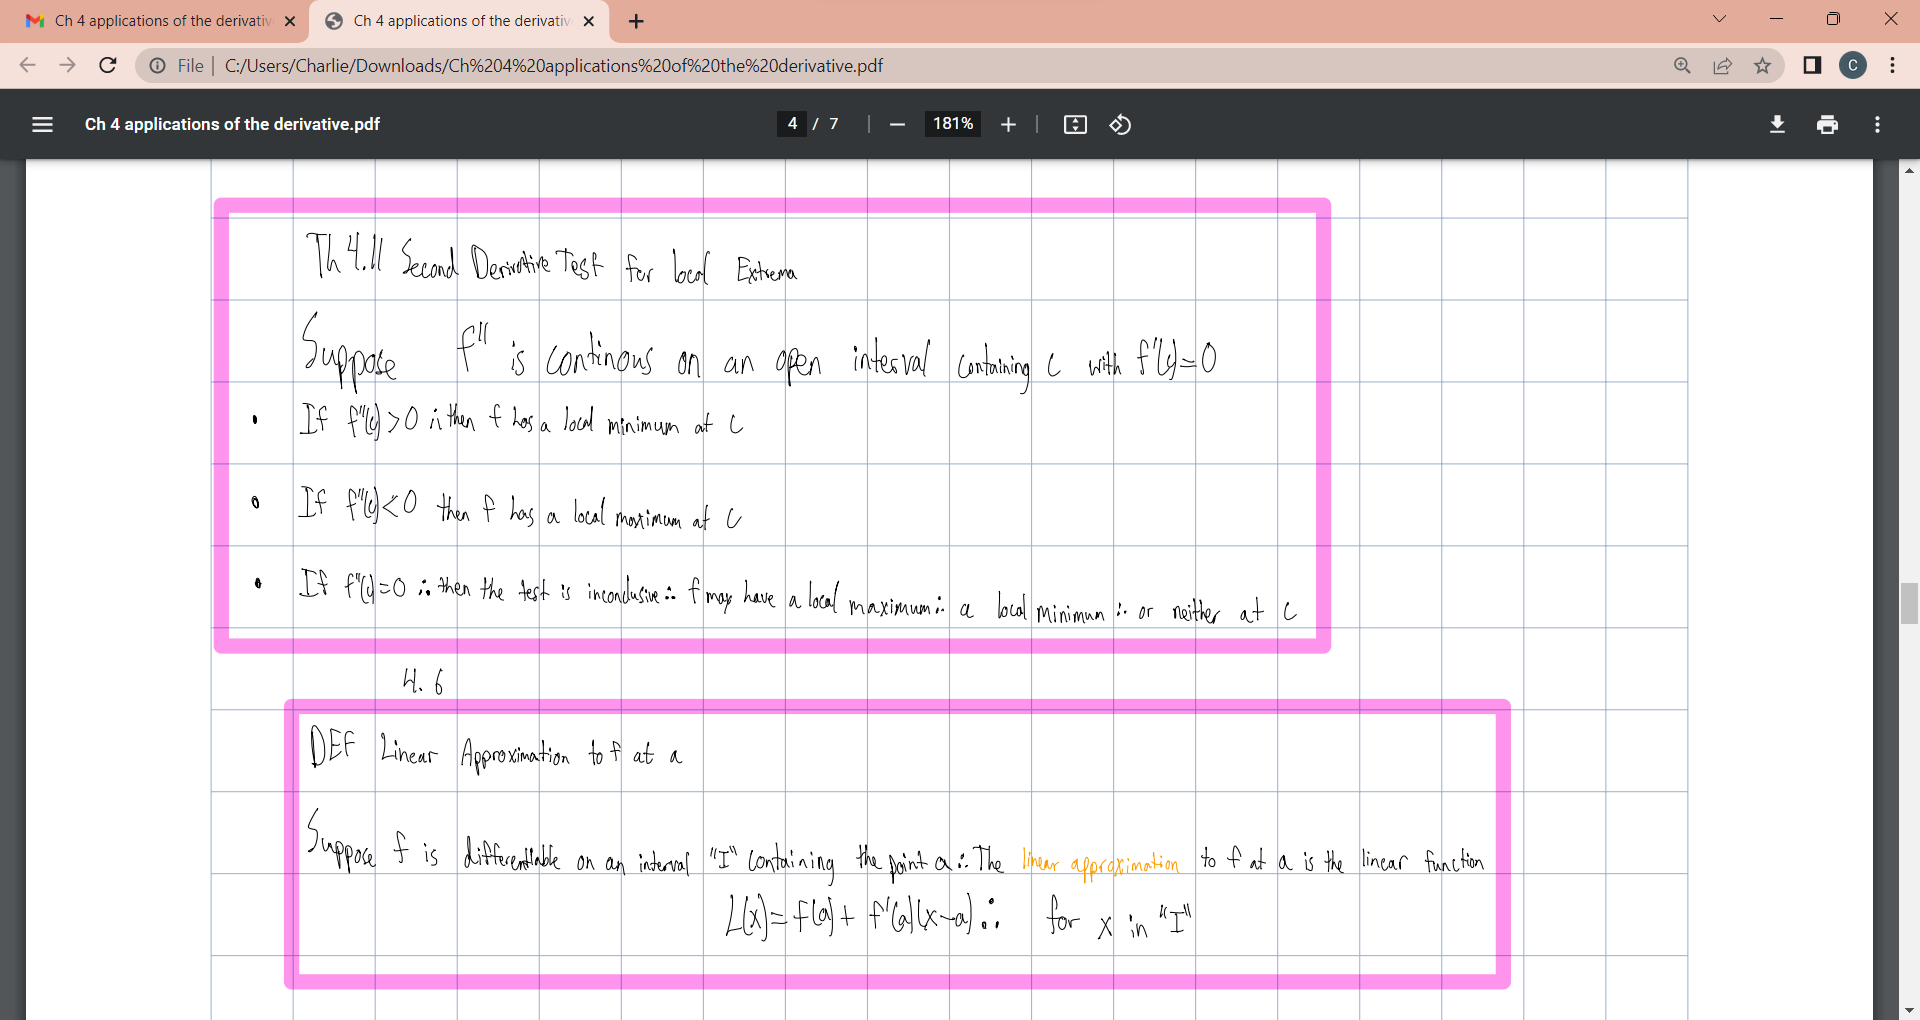 Ch 4 applications of the derivativ
Ch 4 applications of the derivativ
File | C:/Users/Charlie/Downloads/Ch%204%20applications%20of%20the%20derivative.pdf
C
Ch 4 applications of the derivative.pdf
4 / 7
181%
Th 4.11 Second Derivative Test for local Extrema
Suppose f" is continous on an open interval containing c with f'(c)=0
• If f"(c)>0 ∴ then f has a local minimum at c
• If f"(c)<0 then f has a local maximum at c
• If f"(c)=0 ∴ then the test is inconclusive ∴ f may have a local maximum ∴ a local minimum ∴ or neither at c
4.6
DEF Linear Approximation to f at a
Suppose f is differentiable on an interval "I" containing the point a ∴ The linear approximation to f at a is the linear function
L(x)=f(a)+f'(a)(x-a) ∴ for x in "I"